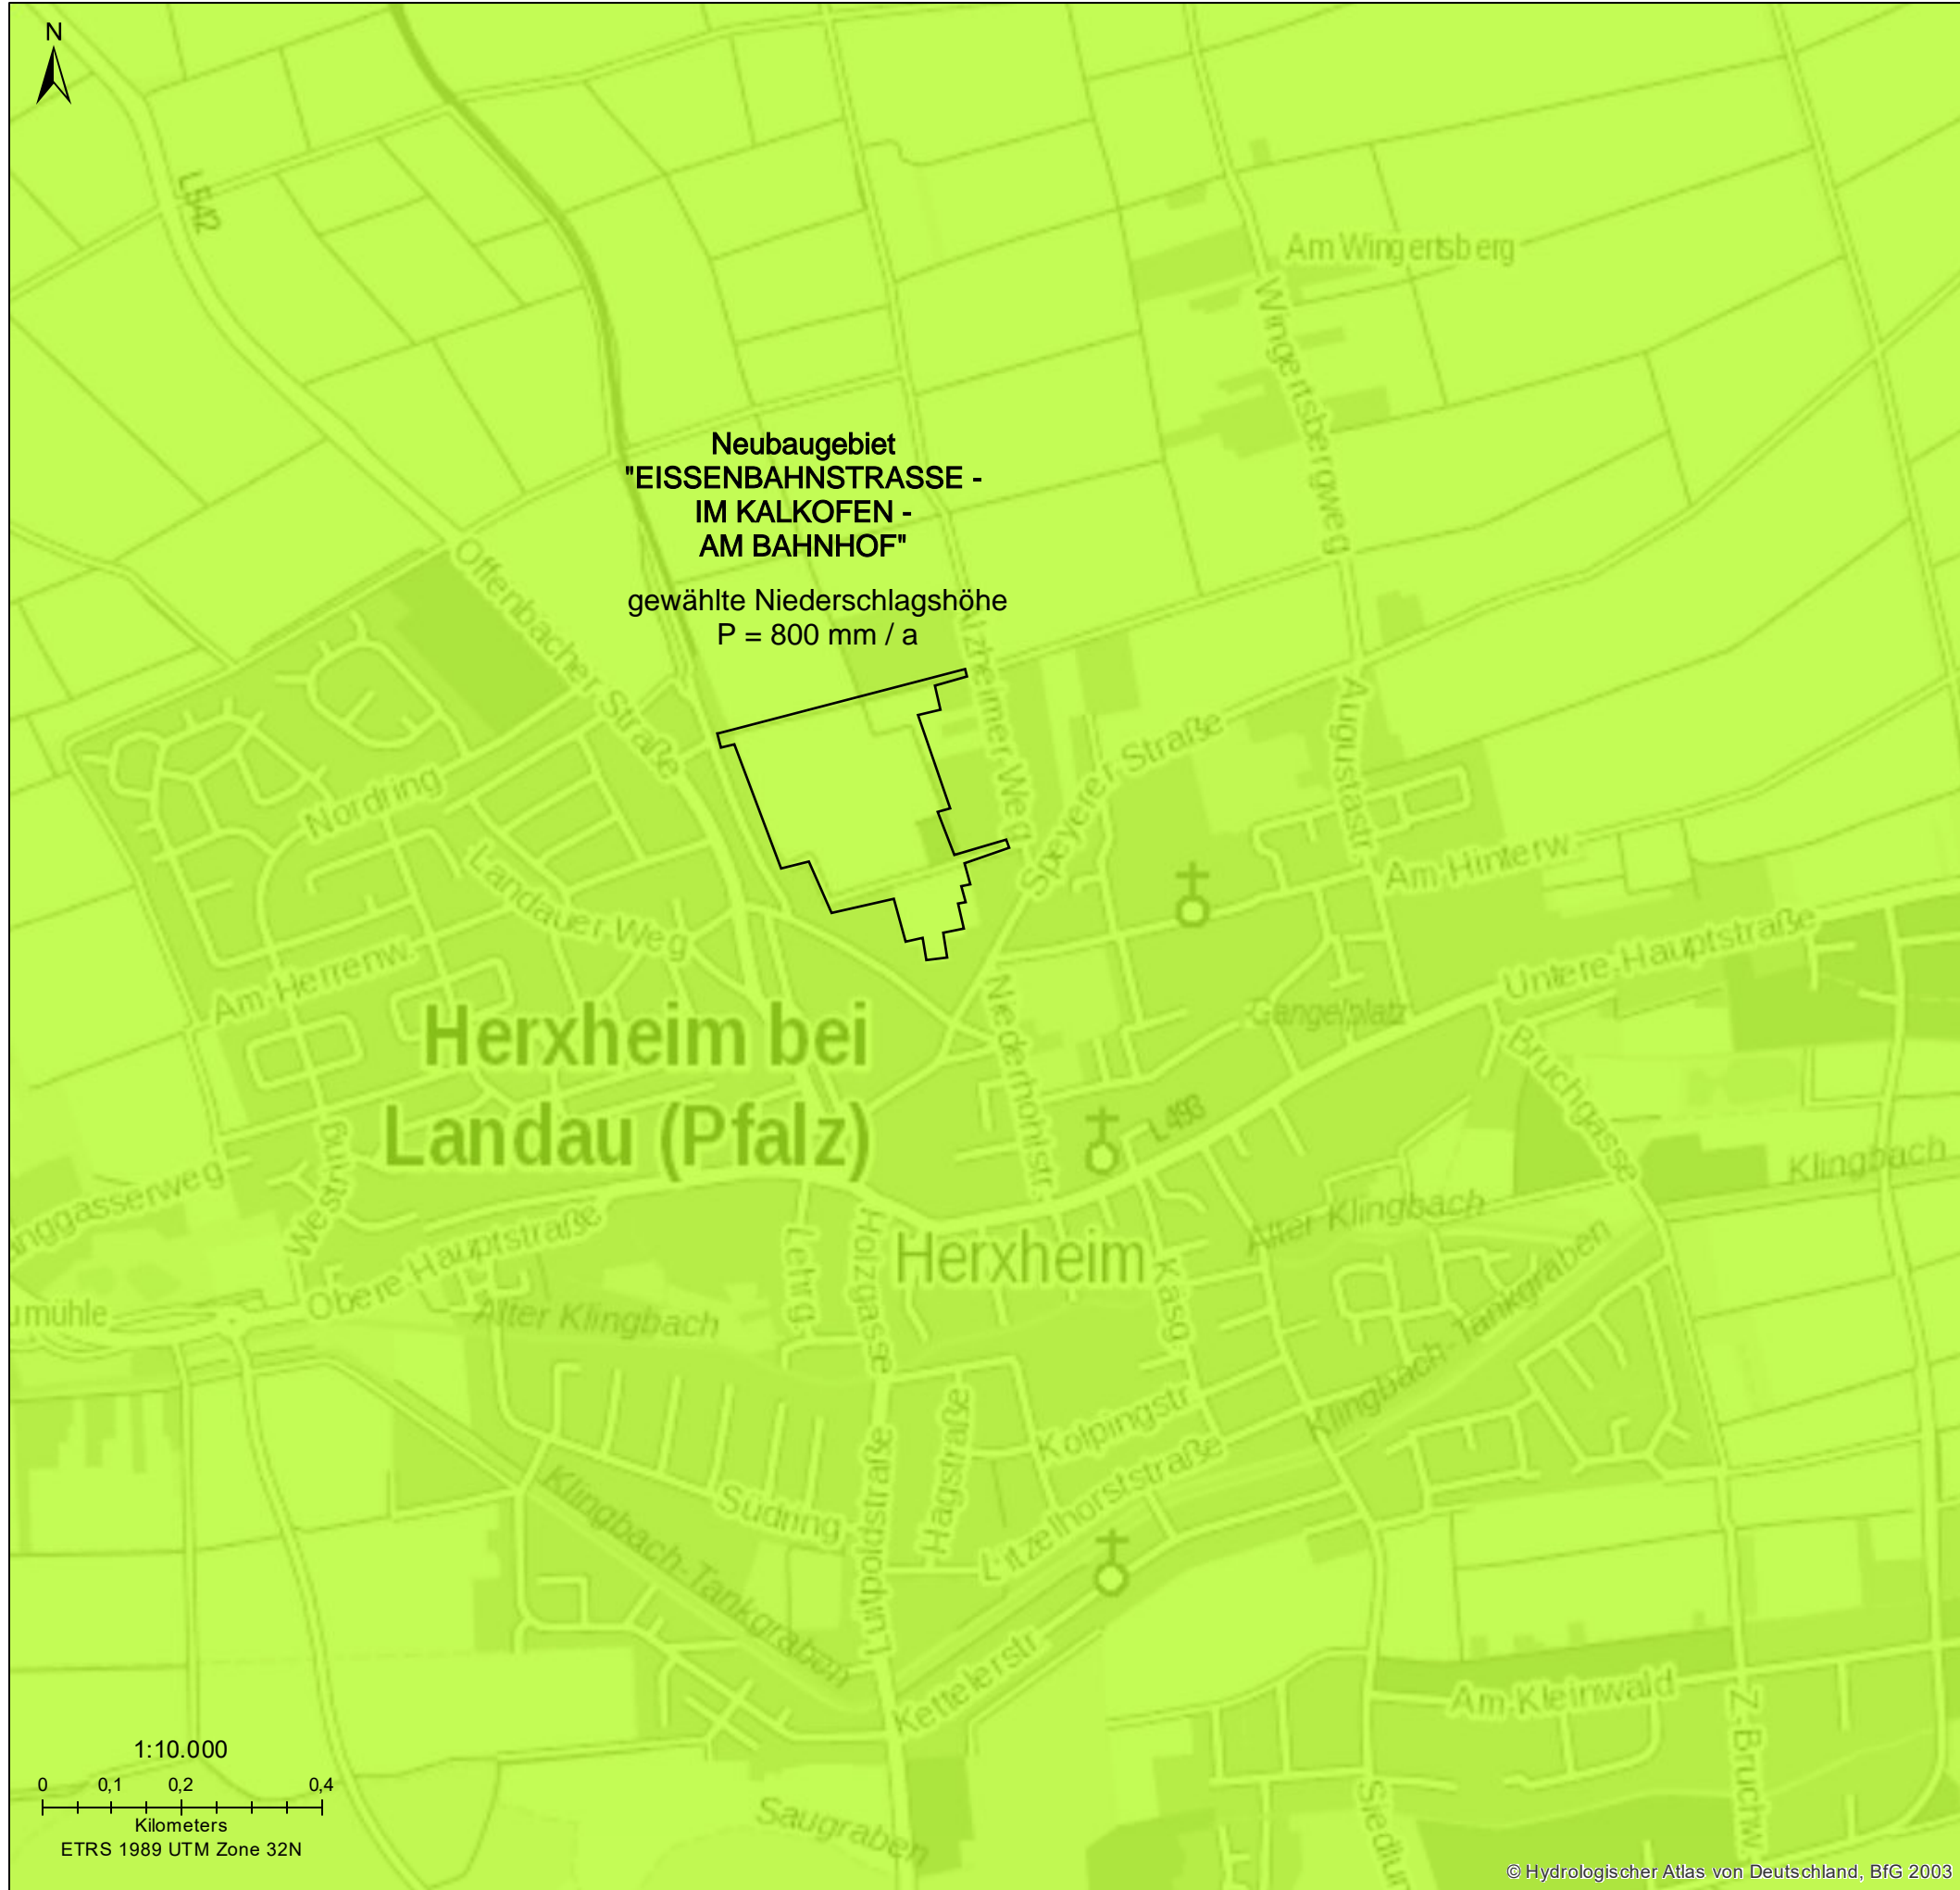 N
L542
Am Wingertsberg
Wingertsbergweg
Neubaugebiet
"EISSENBAHNSTRASSE -
IM KALKOFEN -
AM BAHNHOF"
gewählte Niederschlagshöhe
P = 800 mm / a
Offenbacher Straße
Speyerer Straße
Augustastr.
Nordring
Landauer Weg
Am Herrenw.
Am Hinterw.
Untere Hauptstraße
Gängelplatz
Niederhohlstr.
Bruchgasse
Herxheim bei
Landau (Pfalz)
L493
Klingbach
Westring
Obere Hauptstraße
Alter Klingbach
Herxheim
Lehrg.
Holzgasse
Käsg.
Alter Klingbach
Klingbach-Tankgraben
umühle
Kolpingstr.
Hagstraße
Litzelhorststraße
Südring
Luitpoldstraße
Klingbach-Tankgraben
Kettelerstr.
Am Kleinwald
Z-Bruchw.
Saugraben
1:10.000
0 0,1 0,2 0,4
Kilometers
ETRS 1989 UTM Zone 32N
© Hydrologischer Atlas von Deutschland, BfG 2003